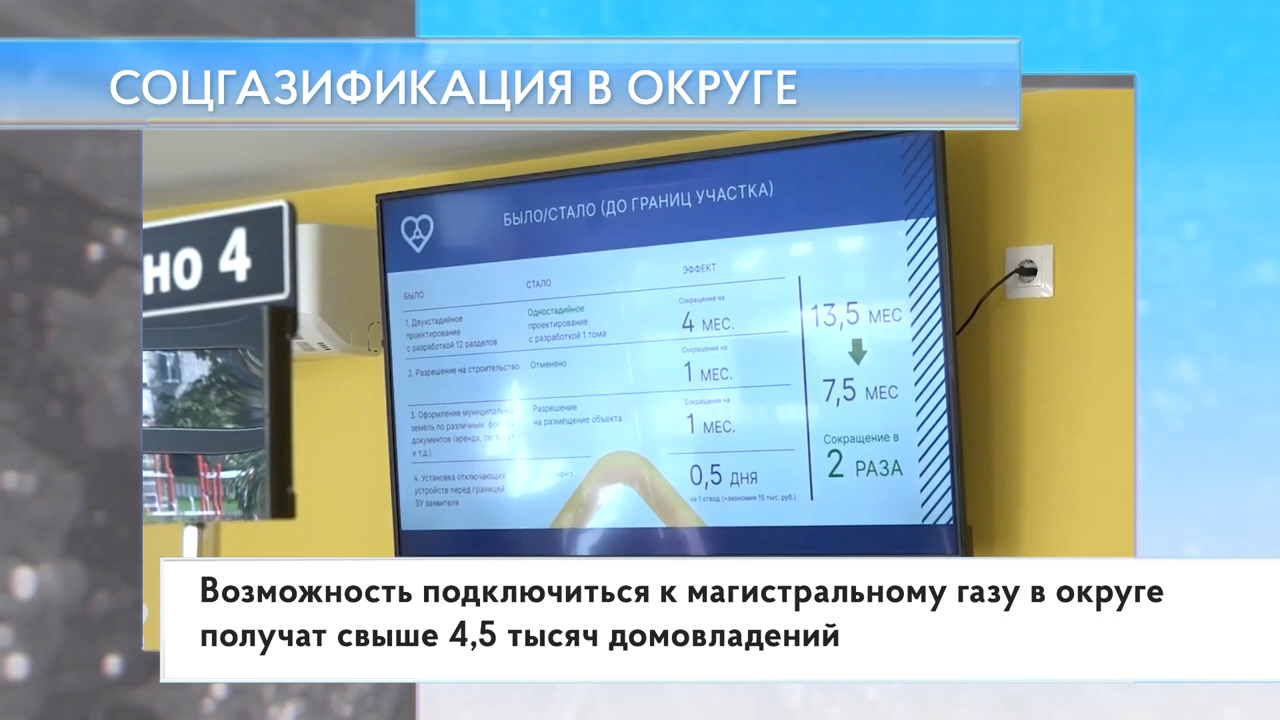 СОЦГАЗИФИКАЦИЯ В ОКРУГЕ
но 4
БЫЛО/СТАЛО (ДО ГРАНИЦ УЧАСТКА)
БЫЛО
СТАЛО
ЭФФЕКТ
1. Двухстадийное
проектирование
с разработкой 12 разделов
Одностадийное
проектирование
с разработкой 1 тома
Сокращение на
4 МЕС.
2. Разрешение на строительство
Отменено
Сокращение на
1 МЕС.
3. Оформление
земель по различным
документов (аренда,
и т.д.)
Разрешение
на размещение объекта
Сокращение на
1 МЕС.
4. Установка отключающих
устройств перед границей
ЗУ заявителя
0,5 ДНЯ
на 1 отвод (+экономия 15 тыс. руб.)
13,5 МЕС
7,5 МЕС
Сокращение в
2 РАЗА
Возможность подключиться к магистральному газу в округе
получат свыше 4,5 тысяч домовладений